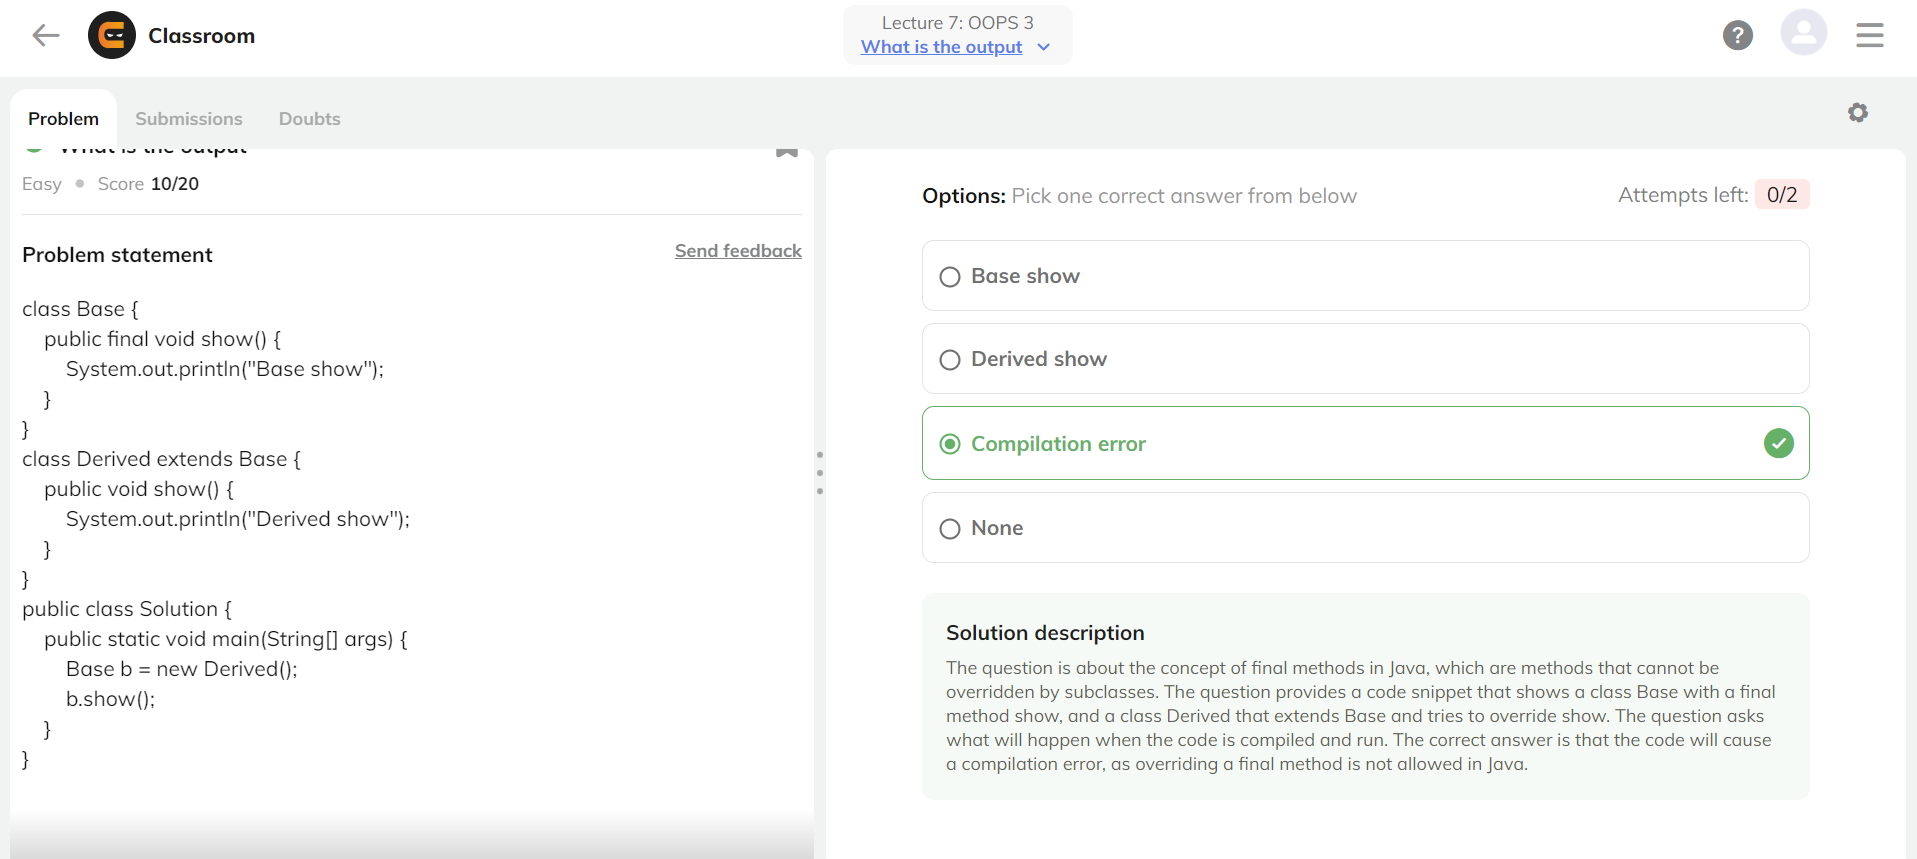 Classroom
Lecture 7: OOPS 3
What is the output
?
Problem
Submissions
Doubts
What is the output
Easy
Score 10/20
Problem statement
Send feedback
class Base {
public final void show() {
System.out.println("Base show");
}
}
class Derived extends Base {
public void show() {
System.out.println("Derived show");
}
}
public class Solution {
public static void main(String[] args) {
Base b = new Derived();
b.show();
}
}
Options: Pick one correct answer from below
Attempts left: 0/2
Base show
Derived show
Compilation error
None
Solution description
The question is about the concept of final methods in Java, which are methods that cannot be
overridden by subclasses. The question provides a code snippet that shows a class Base with a final
method show, and a class Derived that extends Base and tries to override show. The question asks
what will happen when the code is compiled and run. The correct answer is that the code will cause
a compilation error, as overriding a final method is not allowed in Java.